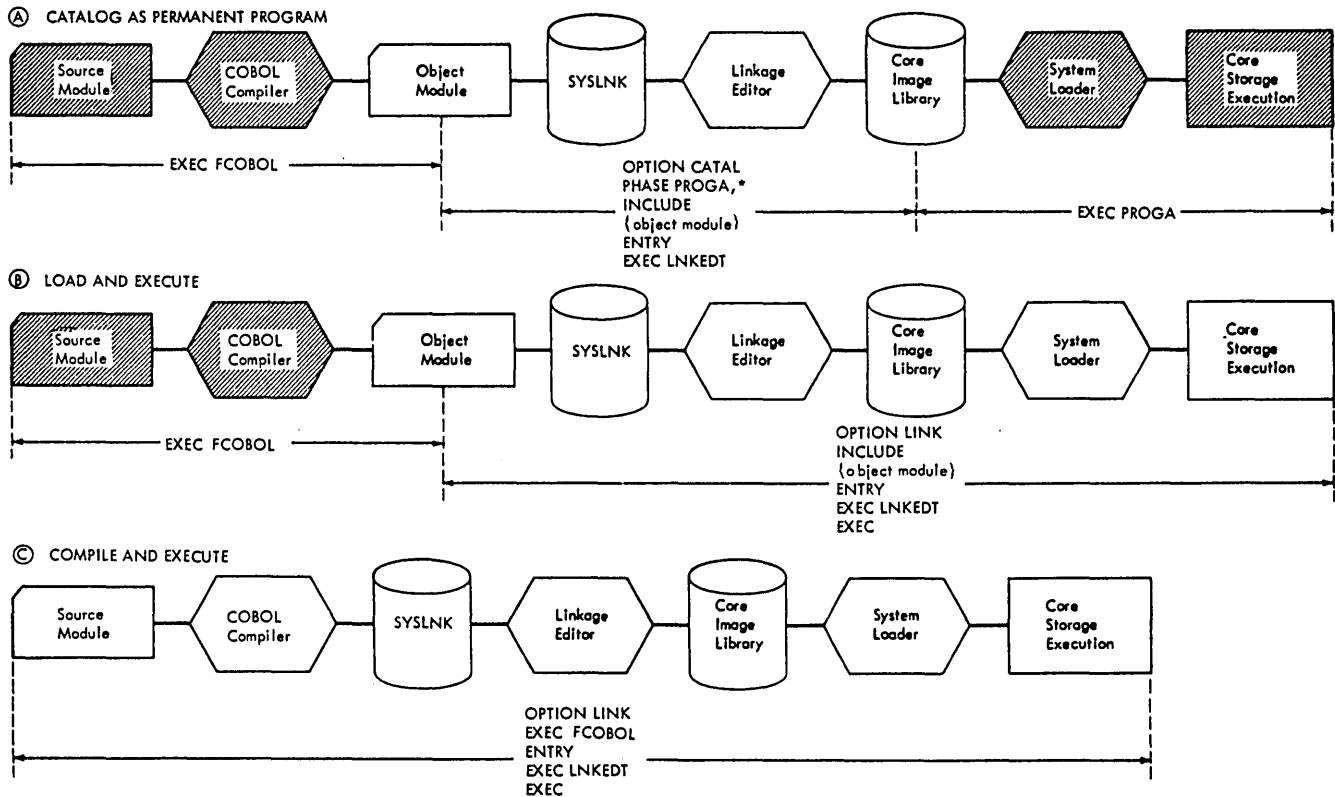 Ⓐ CATALOG AS PERMANENT PROGRAM
Source
Module
COBOL
Compiler
Object
Module
SYSLNK
Linkage
Editor
Core
Image
Library
System
Loader
Core
Storage
Execution
EXEC FCOBOL
OPTION CATAL
PHASE PROGA,*
INCLUDE
{object module}
ENTRY
EXEC LNKEDT
EXEC PROGA
Ⓑ LOAD AND EXECUTE
Source
Module
COBOL
Compiler
Object
Module
SYSLNK
Linkage
Editor
Core
Image
Library
System
Loader
Core
Storage
Execution
EXEC FCOBOL
OPTION LINK
INCLUDE
{object module}
ENTRY
EXEC LNKEDT
EXEC
Ⓒ COMPILE AND EXECUTE
Source
Module
COBOL
Compiler
SYSLNK
Linkage
Editor
Core
Image
Library
System
Loader
Core
Storage
Execution
OPTION LINK
EXEC FCOBOL
ENTRY
EXEC LNKEDT
EXEC